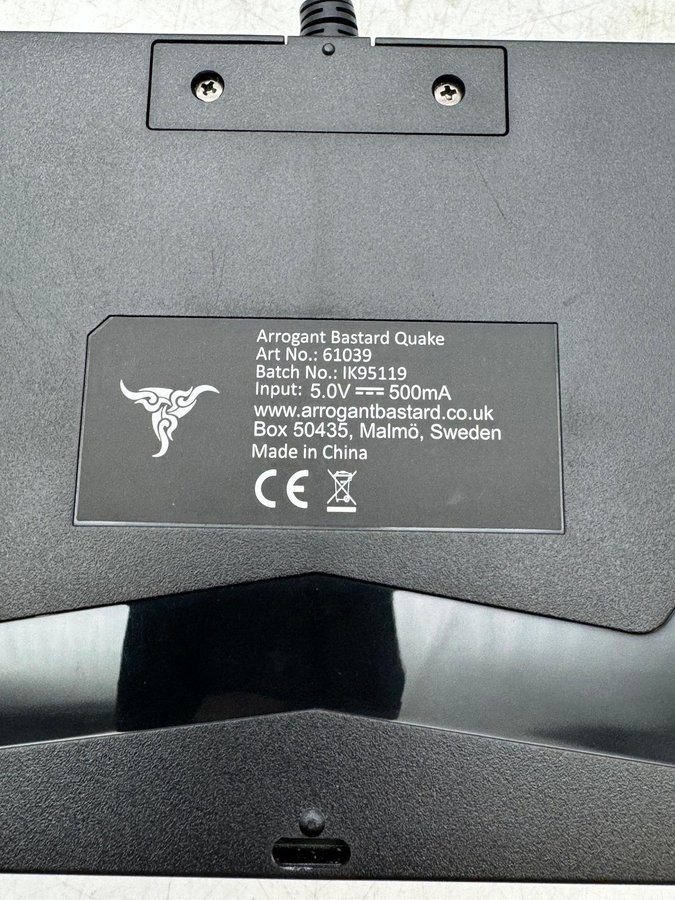 Arrogant Bastard Quake
Art No.: 61039
Batch No.: IK95119
Input: 5.0V ⎓ 500mA
www.arrogantbastard.co.uk
Box 50435, Malmö, Sweden
Made in China
CE